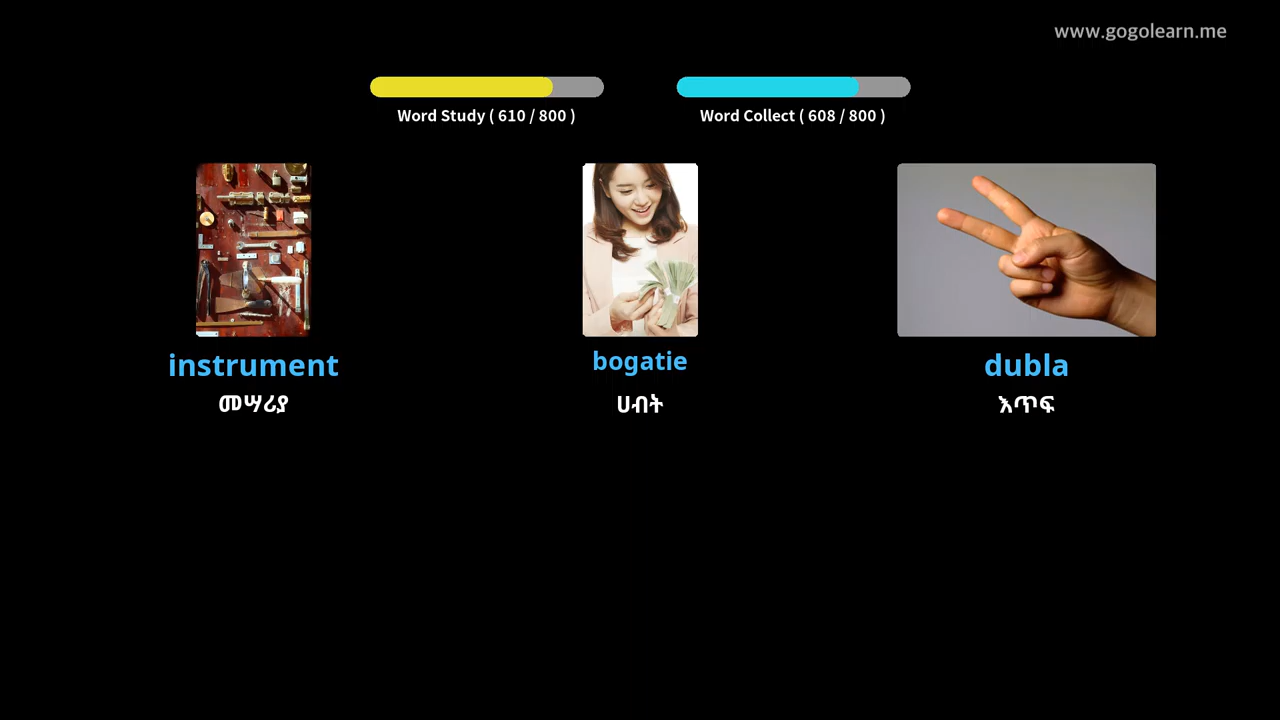 www.gogolearn.me
Word Study ( 610 / 800 )
Word Collect ( 608 / 800 )
instrument
bogatie
dubla
መሣሪያ
ሀብት
እጥፍ